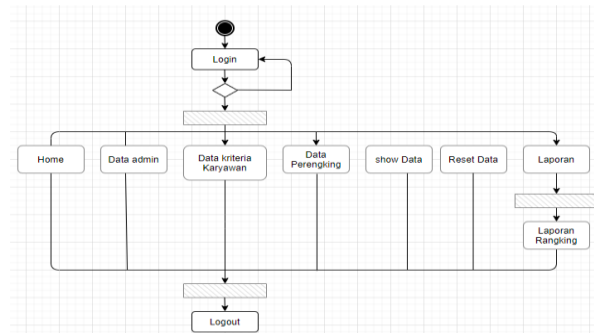 Login
Home
Data admin
Data kriteria
Karyawan
Data
Perengking
show Data
Reset Data
Laporan
Laporan
Rangking
Logout